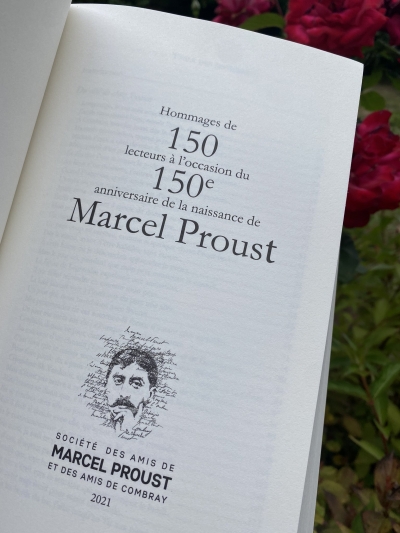 Hommages de
150
lecteurs à l'occasion du
150e
anniversaire de la naissance de
Marcel Proust
SOCIÉTÉ DES AMIS DE
MARCEL PROUST
ET DES AMIS DE COMBRAY
2021